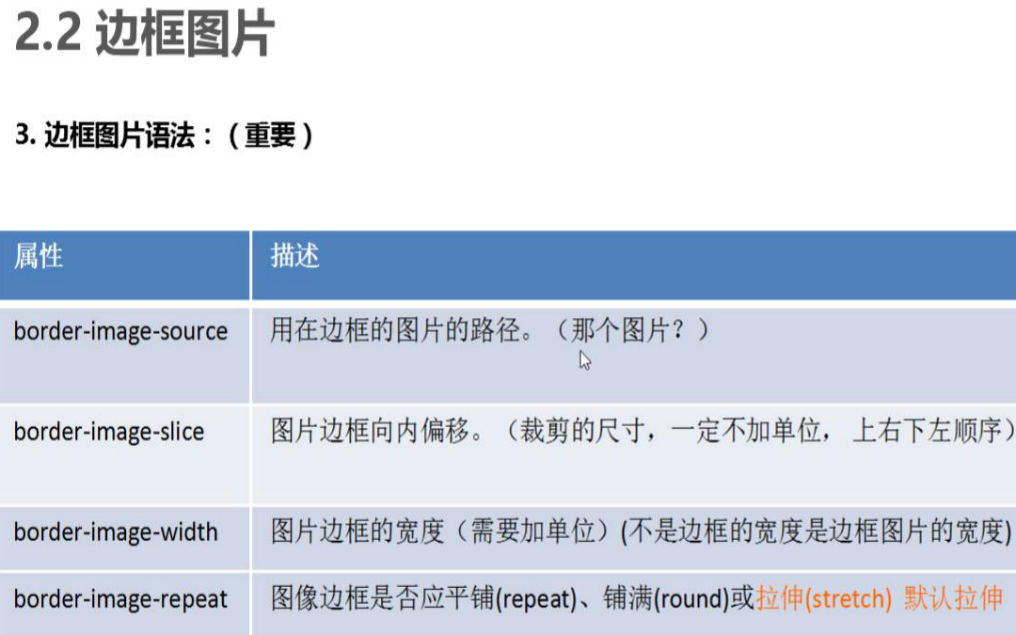 2.2 边框图片
3. 边框图片语法：（重要）
属性 描述
border-image-source 用在边框的图片的路径。（那个图片？）
border-image-slice 图片边框向内偏移。（裁剪的尺寸，一定不加单位， 上右下左顺序）
border-image-width 图片边框的宽度（需要加单位）(不是边框的宽度是边框图片的宽度)
border-image-repeat 图像边框是否应平铺(repeat)、铺满(round)或拉伸(stretch) 默认拉伸